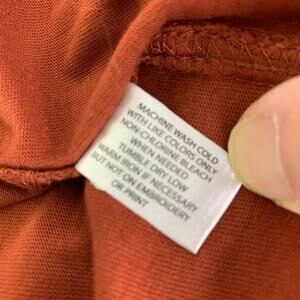 MACHINE WASH COLD
WITH LIKE COLORS ONLY
NON-CHLORINE BLEACH
WHEN NEEDED
TUMBLE DRY LOW
WARM IRON IF NECESSARY
BUT NOT ON EMBROIDERY
OR PRINT